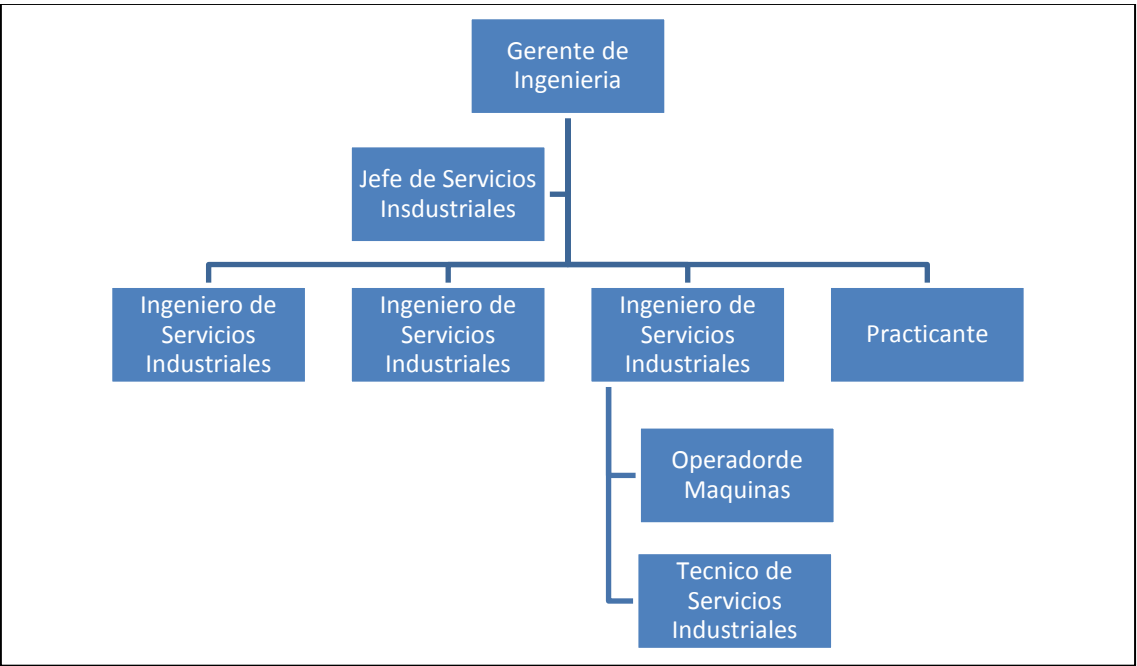 Gerente de
Ingenieria
Jefe de Servicios
Insdustriales
Ingeniero de
Servicios
Industriales
Ingeniero de
Servicios
Industriales
Ingeniero de
Servicios
Industriales
Practicante
Operadorde
Maquinas
Tecnico de
Servicios
Industriales